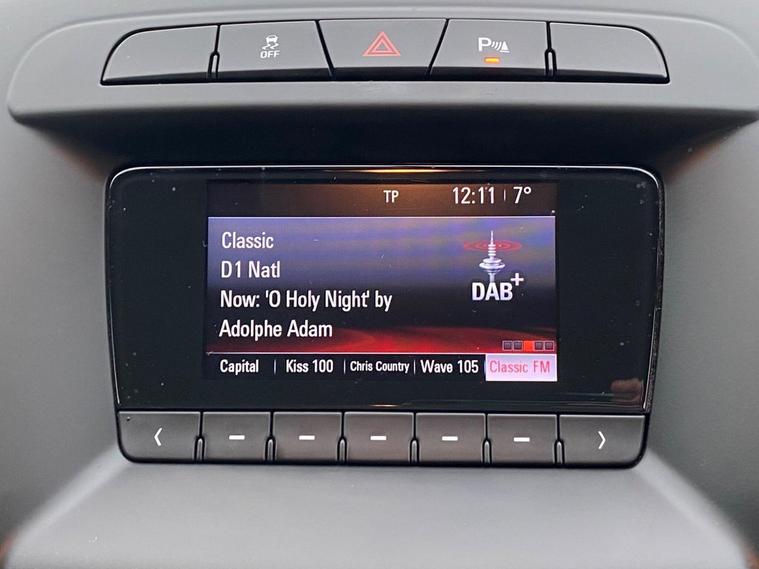 OFF
P
TP 12:11 7°
Classic
D1 Natl
Now: 'O Holy Night' by
Adolphe Adam
DAB+
Capital Kiss 100 Chris Country Wave 105 Classic FM